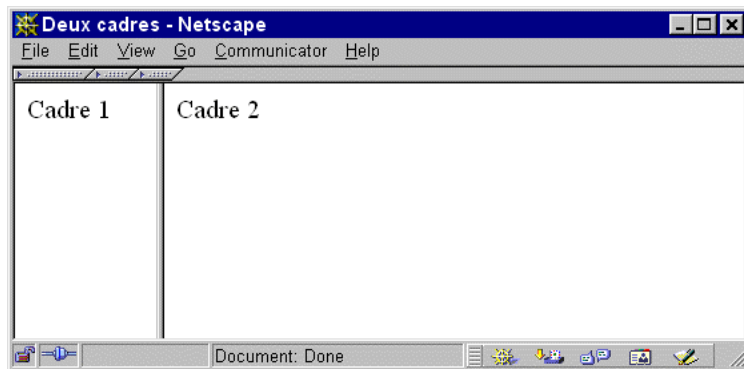 Deux cadres - Netscape
File Edit View Go Communicator Help
Cadre 1 Cadre 2
Document: Done